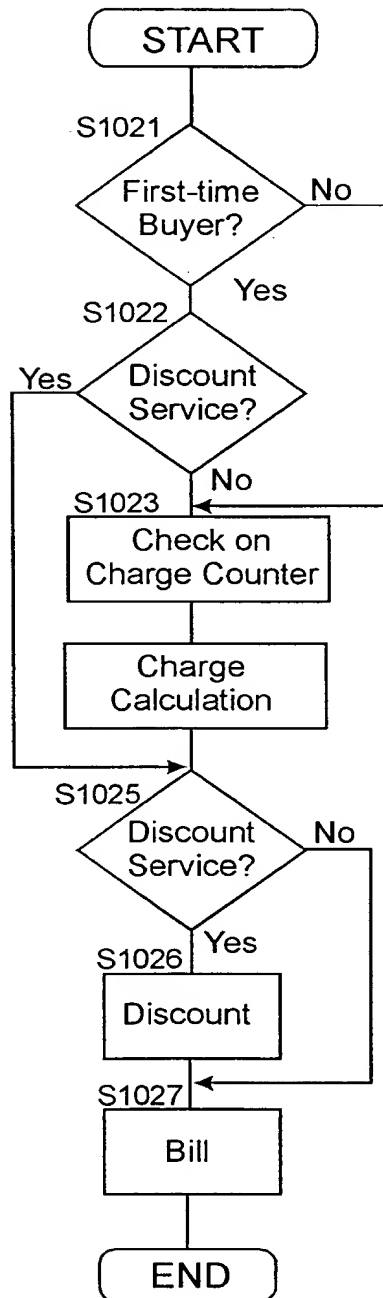 START
S1021
First-time
Buyer?
No
Yes
S1022
Yes
Discount
Service?
No
S1023
Check on
Charge Counter
Charge
Calculation
S1025
Discount
Service?
No
Yes
S1026
Discount
S1027
Bill
END